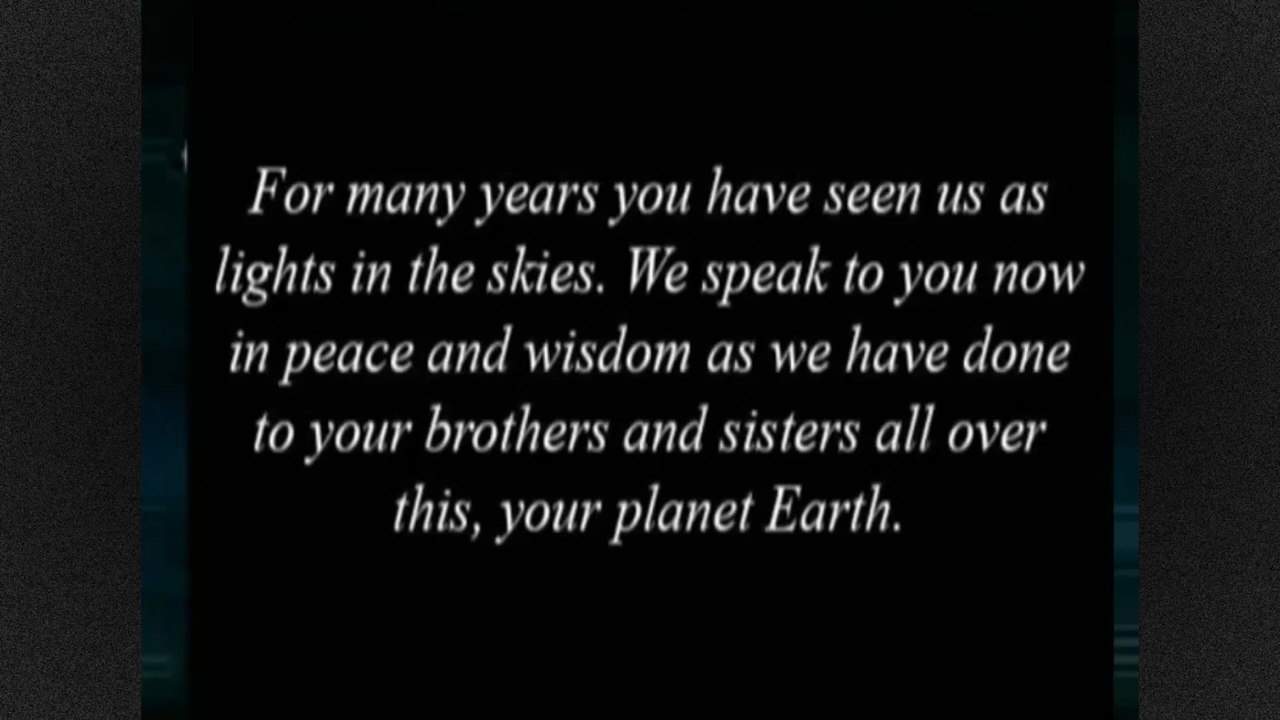 For many years you have seen us as
lights in the skies. We speak to you now
in peace and wisdom as we have done
to your brothers and sisters all over
this, your planet Earth.